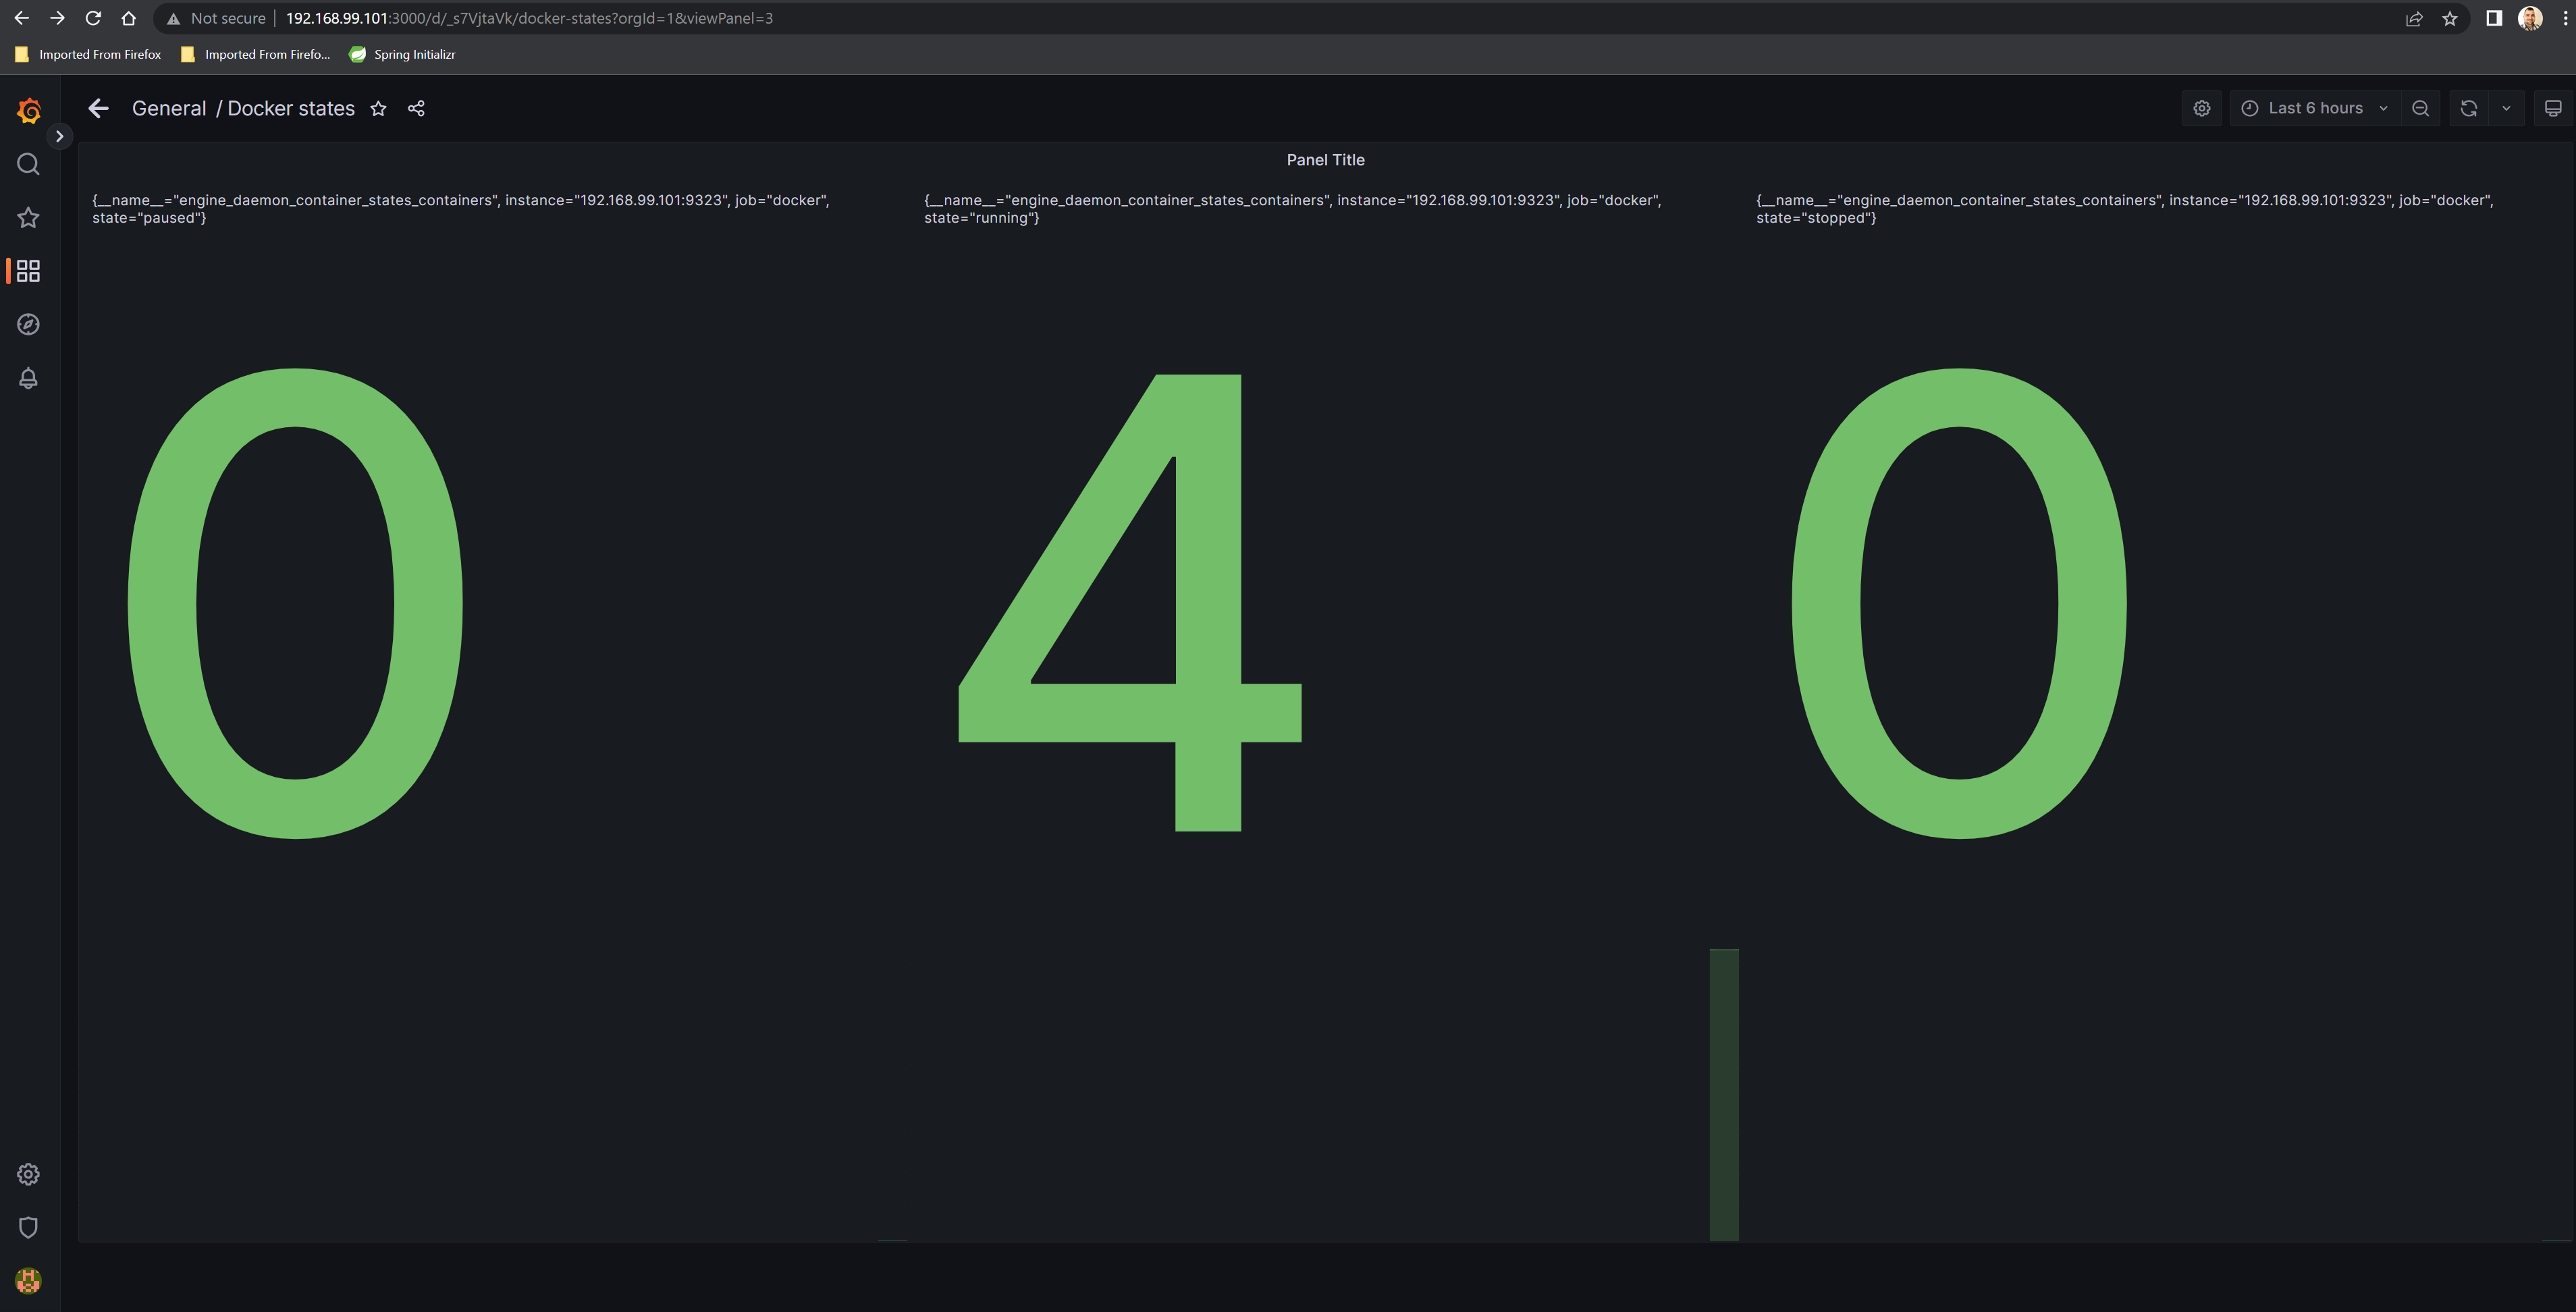 Not secure | 192.168.99.101:3000/d/_s7VjtaVk/docker-states?orgId=1&viewPanel=3
Imported From Firefox
Imported From Firefo...
Spring Initializr
General / Docker states
Last 6 hours
Panel Title
{__name__="engine_daemon_container_states_containers", instance="192.168.99.101:9323", job="docker",
state="paused"}
{__name__="engine_daemon_container_states_containers", instance="192.168.99.101:9323", job="docker",
state="running"}
{__name__="engine_daemon_container_states_containers", instance="192.168.99.101:9323", job="docker",
state="stopped"}
0
4
0